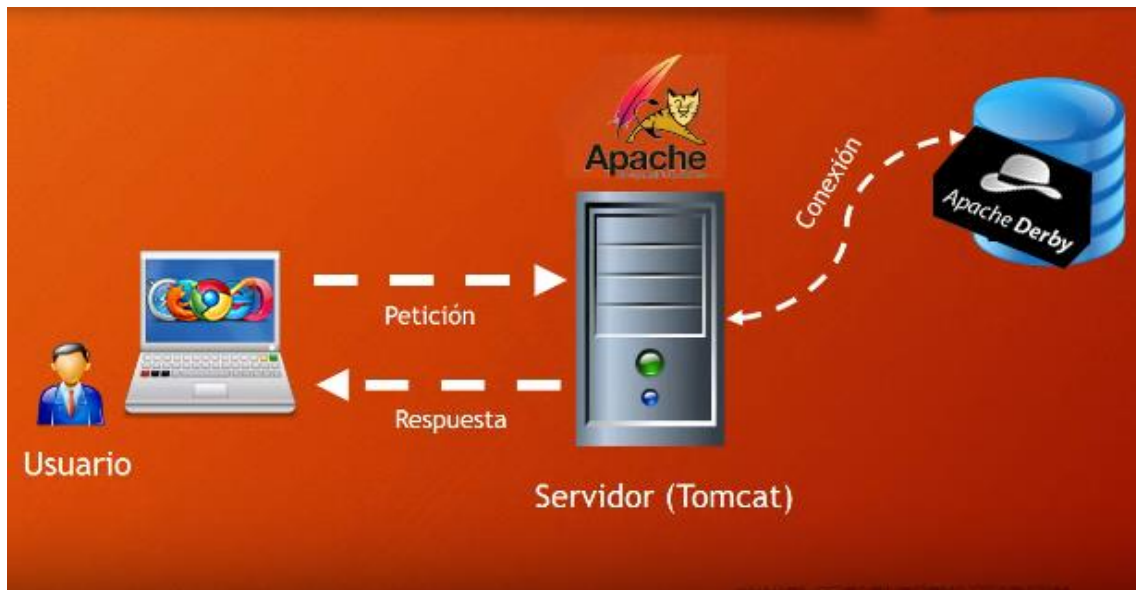 Apache
Conexión
Apache Derby
Petición
Respuesta
Usuario
Servidor (Tomcat)